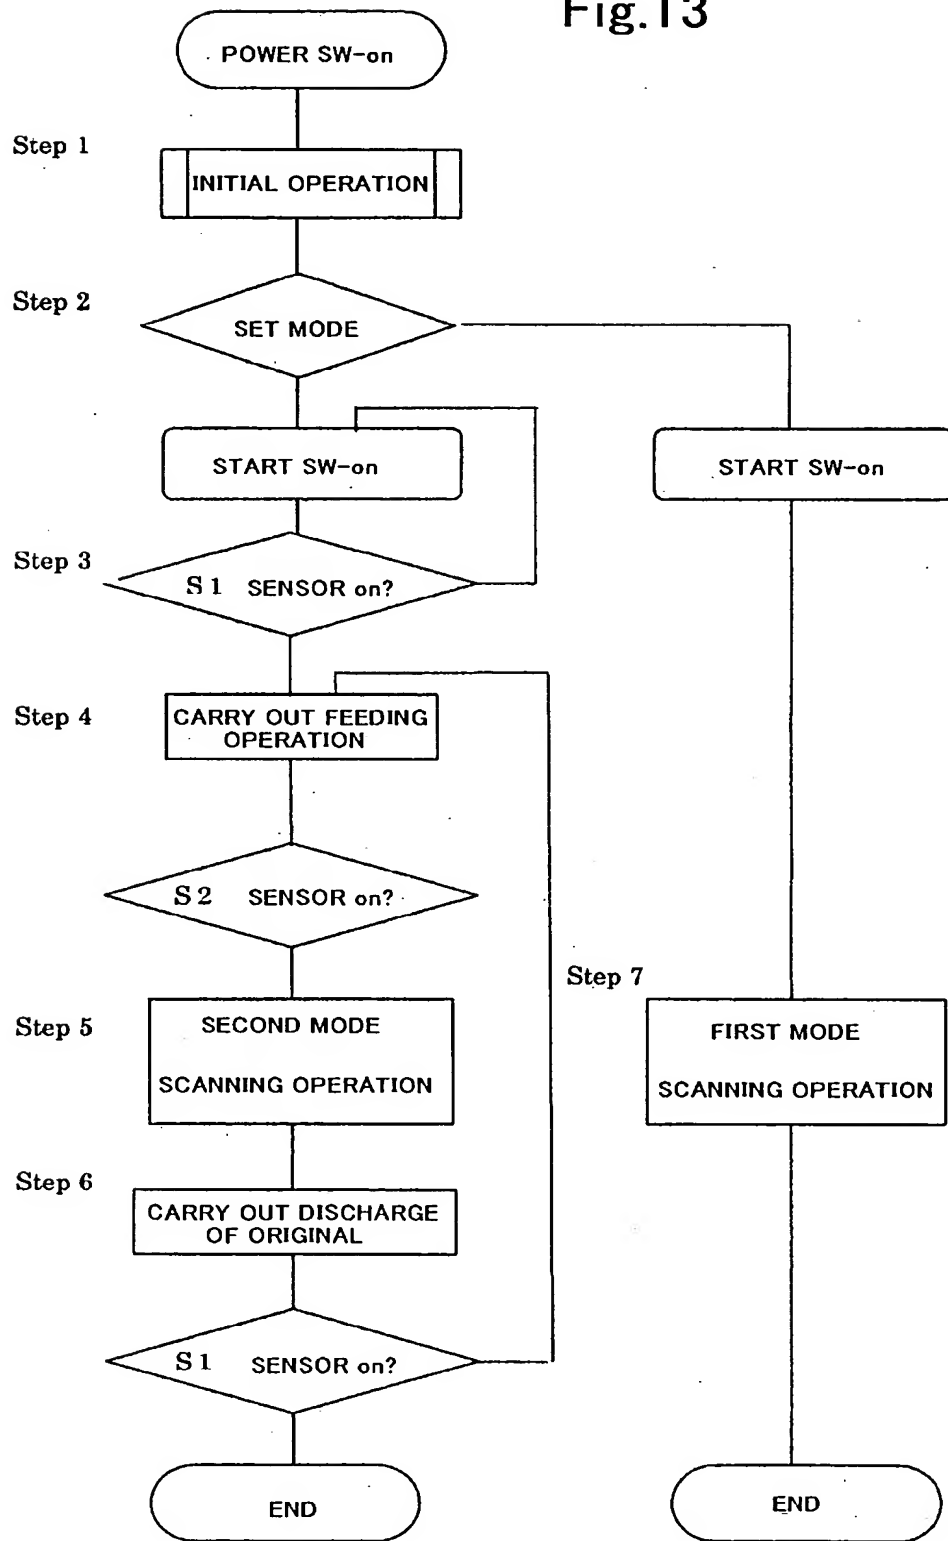 Fig.13
POWER SW-on
Step 1
INITIAL OPERATION
Step 2
SET MODE
START SW-on
START SW-on
Step 3
S1 SENSOR on?
Step 4
CARRY OUT FEEDING
OPERATION
S2 SENSOR on?
Step 7
Step 5
SECOND MODE
SCANNING OPERATION
FIRST MODE
SCANNING OPERATION
Step 6
CARRY OUT DISCHARGE
OF ORIGINAL
S1 SENSOR on?
END
END